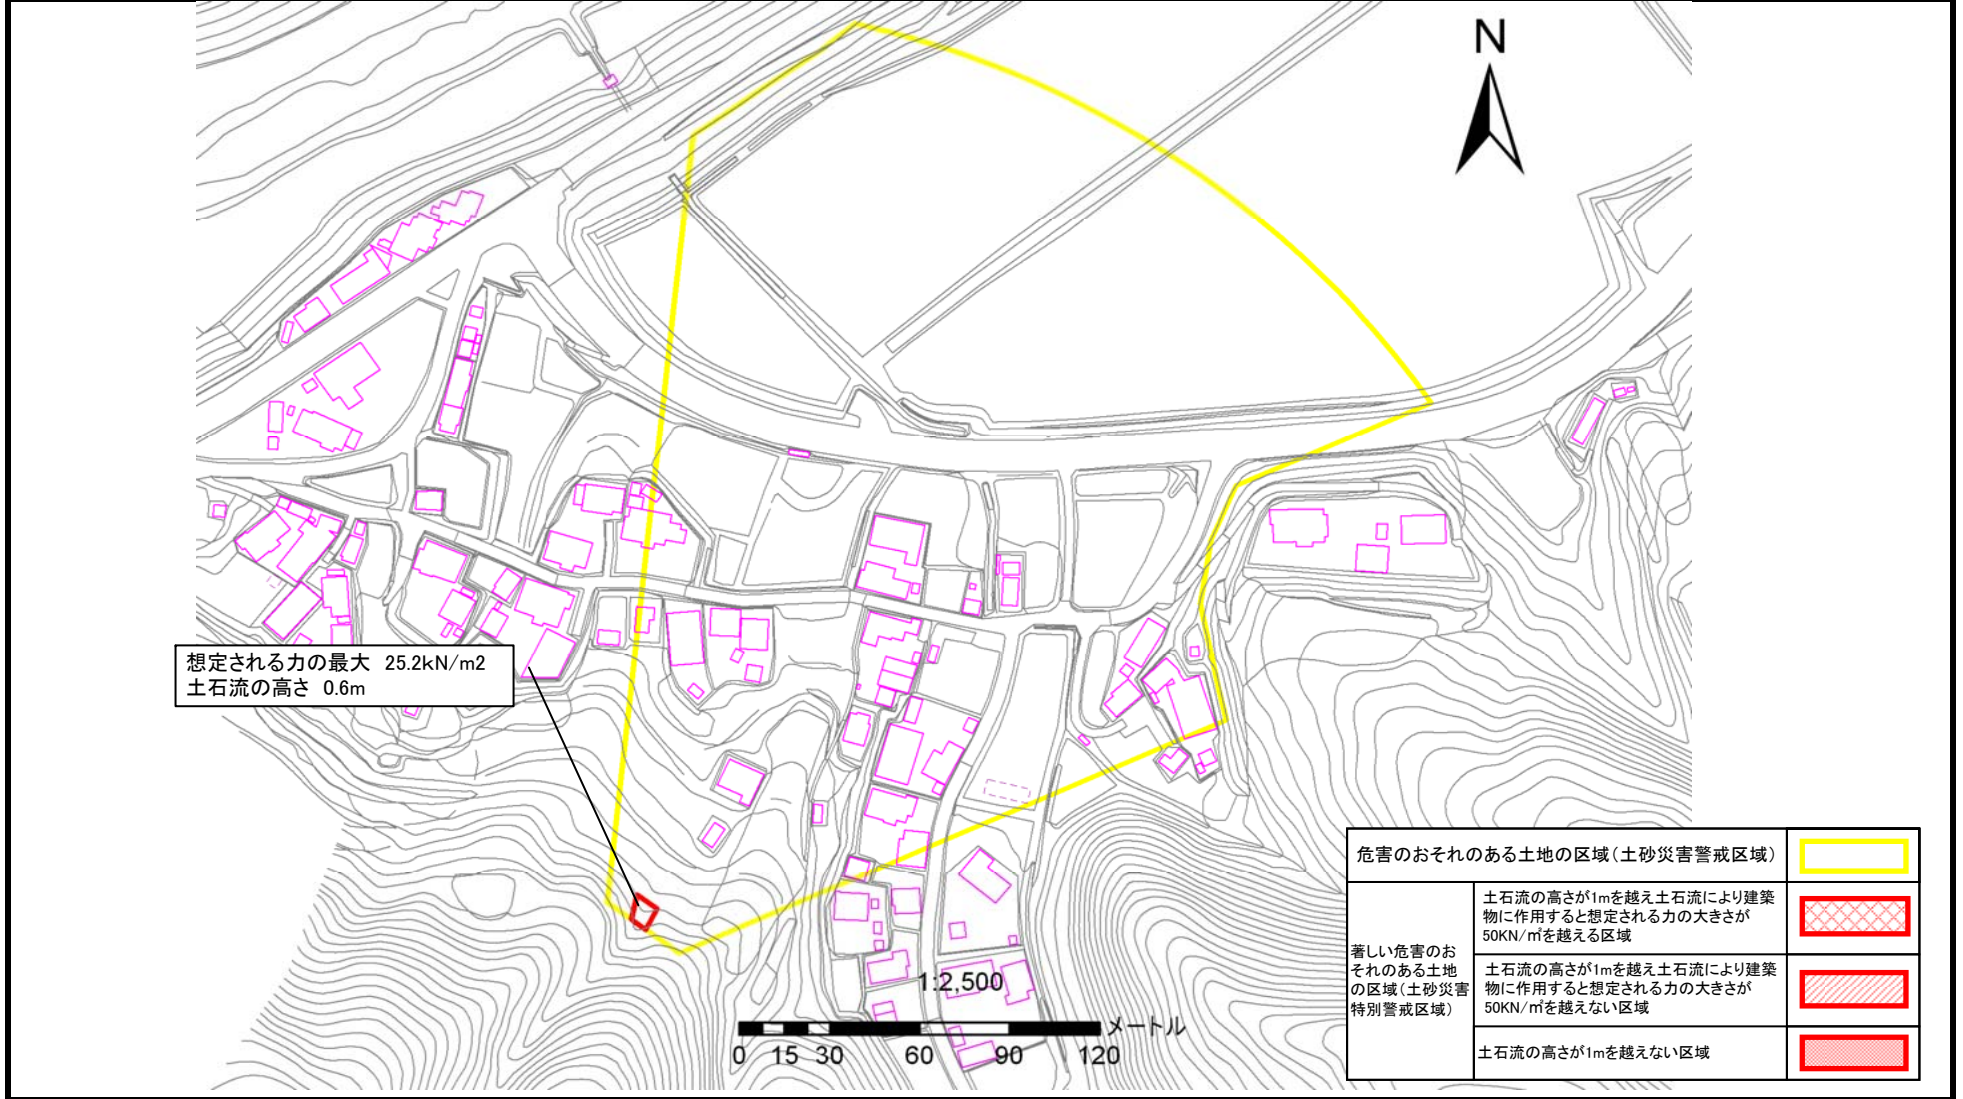 N
想定される力の最大 25.2kN/m2
土石流の高さ 0.6m
危害のおそれのある土地の区域(土砂災害警戒区域)
著しい危害のお
それのある土地
の区域(土砂災害
特別警戒区域)
土石流の高さが1mを越え土石流により建築
物に作用すると想定される力の大きさが
50KN/㎡を越える区域
土石流の高さが1mを越え土石流により建築
物に作用すると想定される力の大きさが
50KN/㎡を越えない区域
土石流の高さが1mを越えない区域
1:2,500
メートル
0 15 30 60 90 120